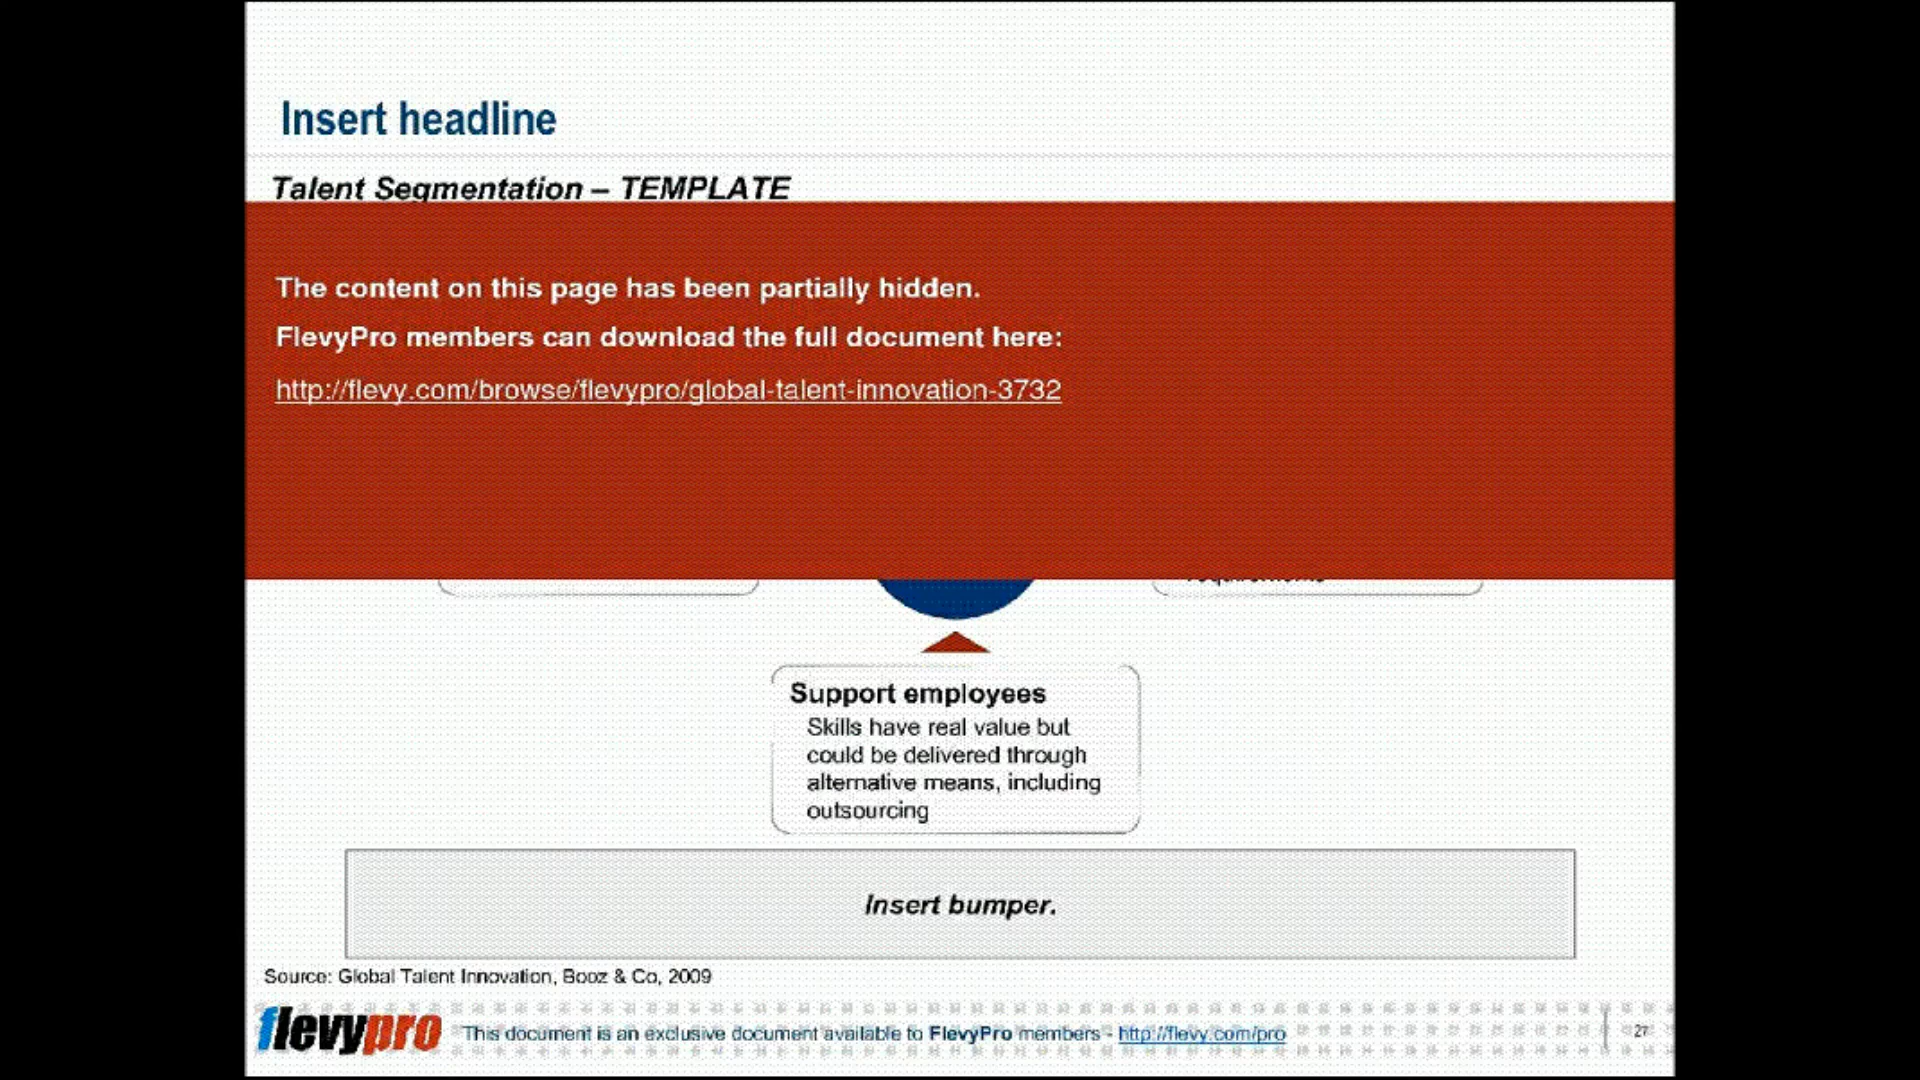 Insert headline
Talent Segmentation – TEMPLATE
The content on this page has been partially hidden.
FlevyPro members can download the full document here:
http://flevy.com/browse/flevypro/global-talent-innovation-3732
Support employees
Skills have real value but
could be delivered through
alternative means, including
outsourcing
Insert bumper.
Source: Global Talent Innovation, Booz & Co, 2009
flevypro
This document is an exclusive document available to FlevyPro members - http://flevy.com/pro
27